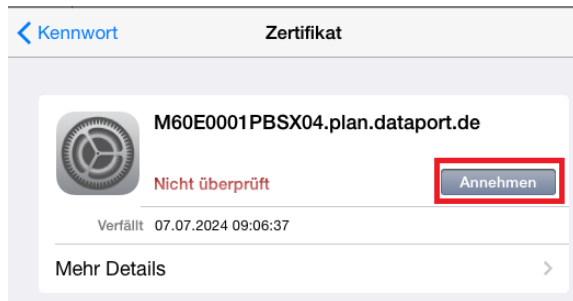 Kennwort Zertifikat
M60E0001PBSX04.plan.dataport.de
Nicht überprüft Annehmen
Verfällt 07.07.2024 09:06:37
Mehr Details